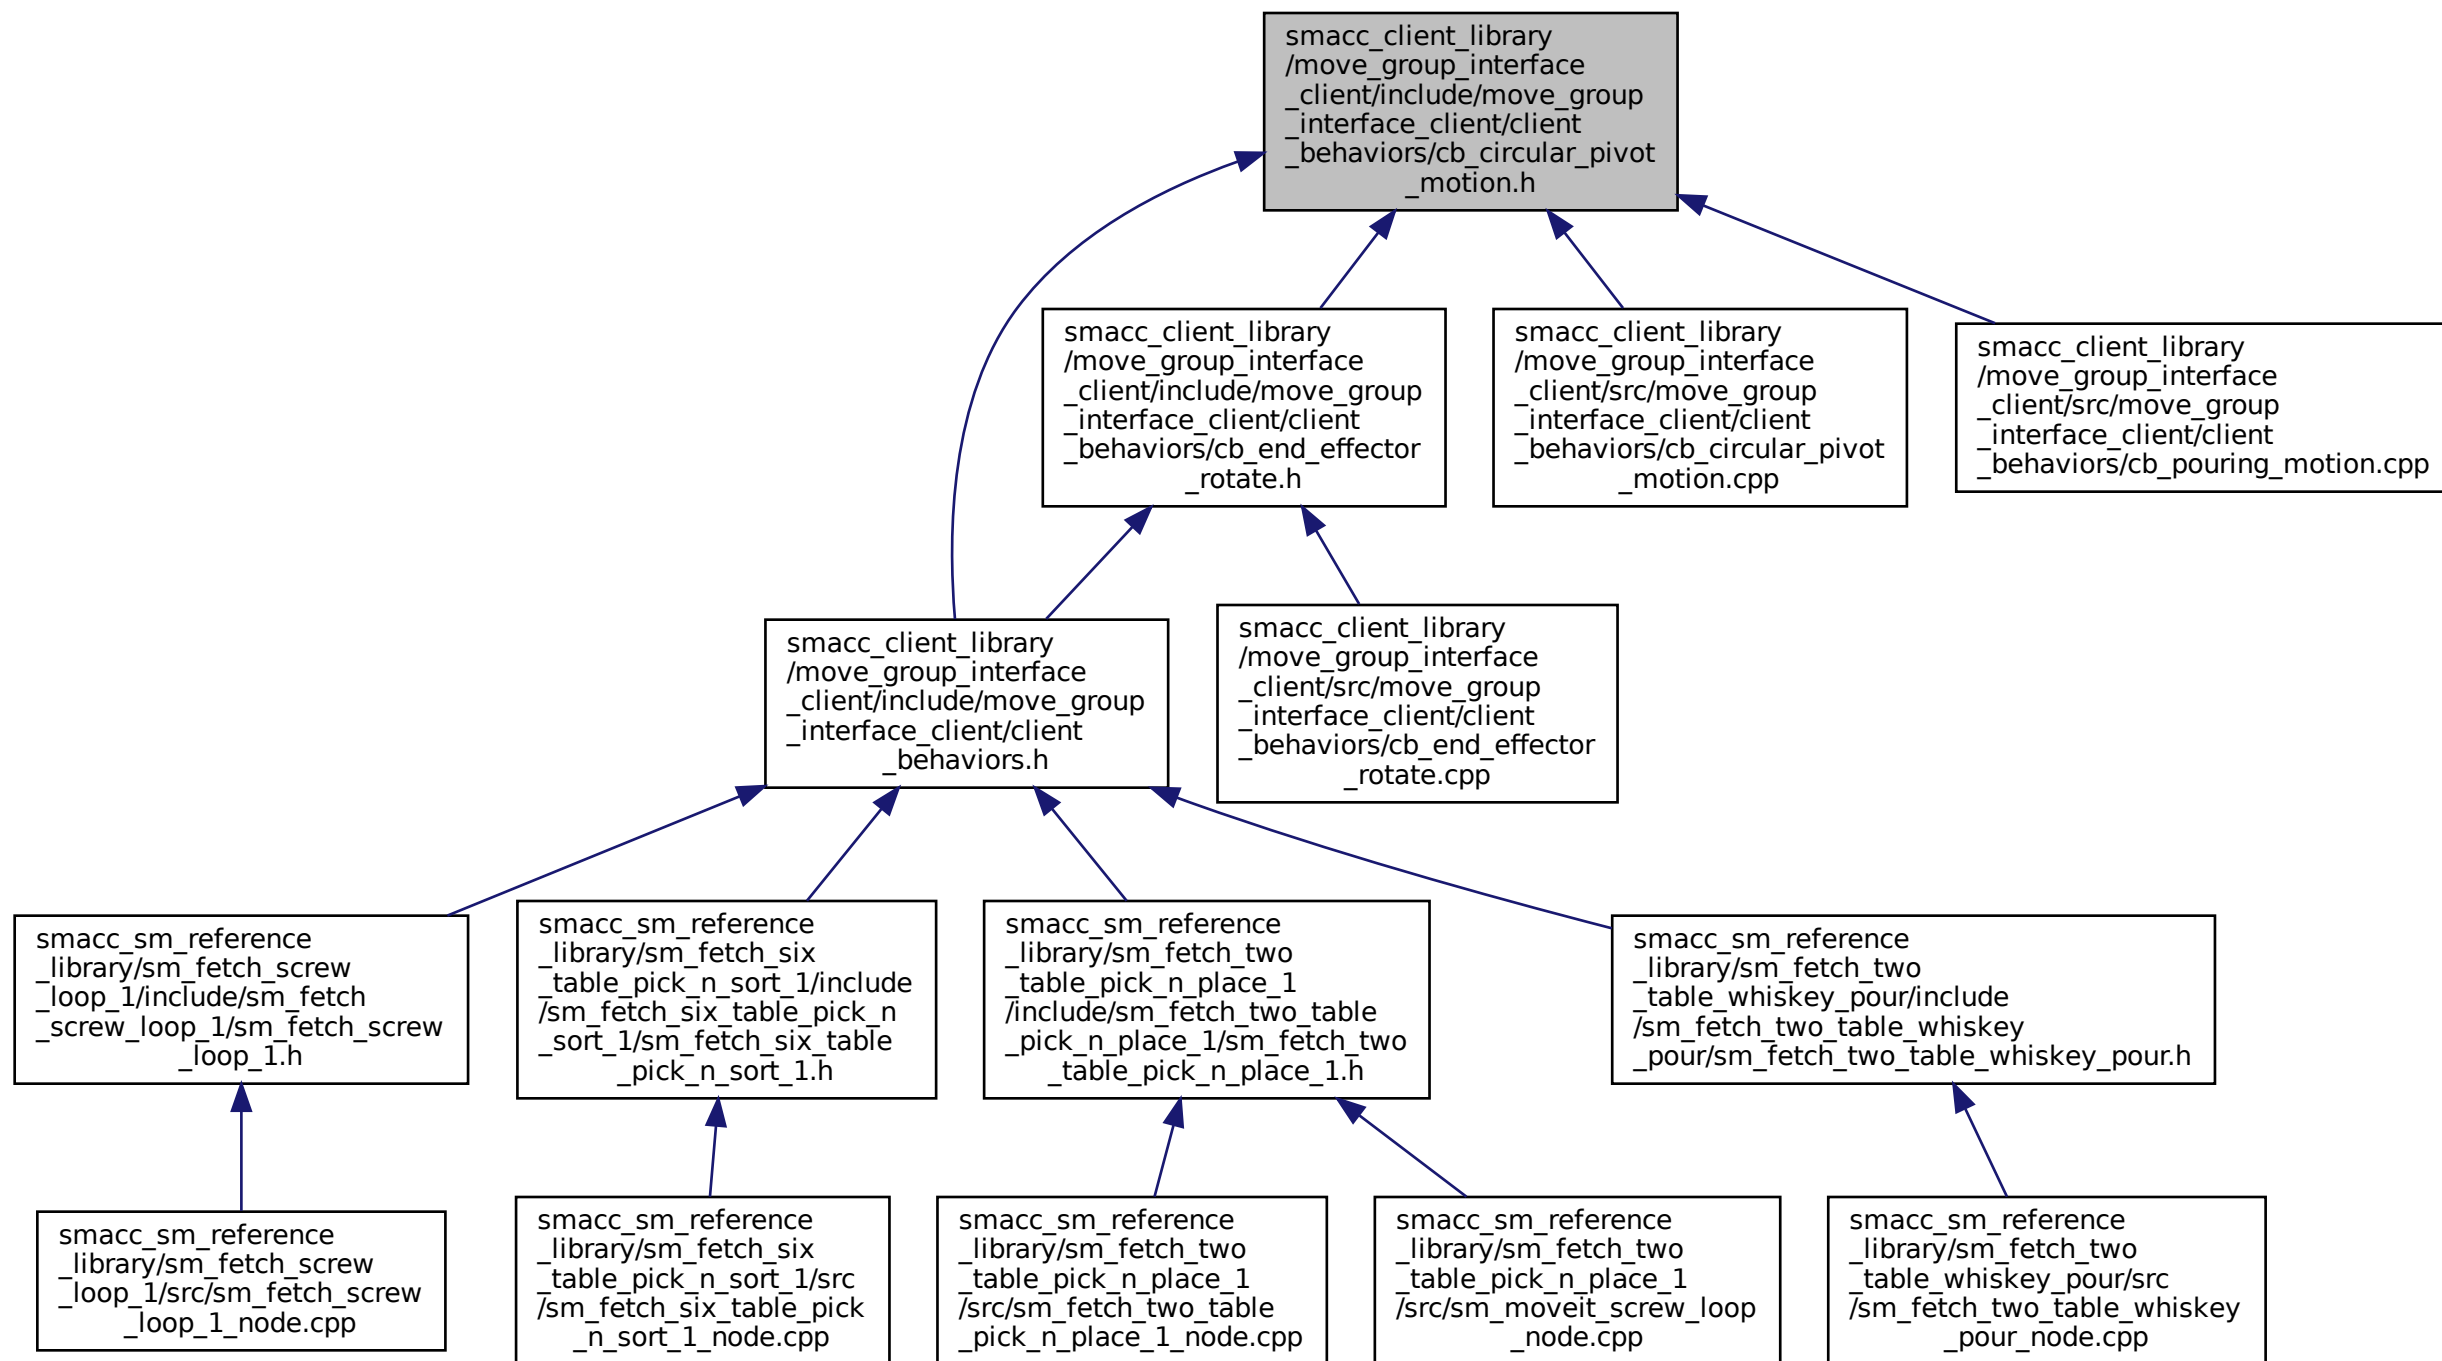 smacc_client_library
/move_group_interface
_client/include/move_group
_interface_client/client
_behaviors/cb_circular_pivot
_motion.h
smacc_client_library
/move_group_interface
_client/include/move_group
_interface_client/client
_behaviors/cb_end_effector
_rotate.h
smacc_client_library
/move_group_interface
_client/src/move_group
_interface_client/client
_behaviors/cb_circular_pivot
_motion.cpp
smacc_client_library
/move_group_interface
_client/src/move_group
_interface_client/client
_behaviors/cb_pouring_motion.cpp
smacc_client_library
/move_group_interface
_client/include/move_group
_interface_client/client
_behaviors.h
smacc_client_library
/move_group_interface
_client/src/move_group
_interface_client/client
_behaviors/cb_end_effector
_rotate.cpp
smacc_sm_reference
_library/sm_fetch_screw
_loop_1/include/sm_fetch
_screw_loop_1/sm_fetch_screw
_loop_1.h
smacc_sm_reference
_library/sm_fetch_six
_table_pick_n_sort_1/include
/sm_fetch_six_table_pick_n
_sort_1/sm_fetch_six_table
_pick_n_sort_1.h
smacc_sm_reference
_library/sm_fetch_two
_table_pick_n_place_1
/include/sm_fetch_two_table
_pick_n_place_1/sm_fetch_two
_table_pick_n_place_1.h
smacc_sm_reference
_library/sm_fetch_two
_table_whiskey_pour/include
/sm_fetch_two_table_whiskey
_pour/sm_fetch_two_table_whiskey_pour.h
smacc_sm_reference
_library/sm_fetch_screw
_loop_1/src/sm_fetch_screw
_loop_1_node.cpp
smacc_sm_reference
_library/sm_fetch_six
_table_pick_n_sort_1/src
/sm_fetch_six_table_pick
_n_sort_1_node.cpp
smacc_sm_reference
_library/sm_fetch_two
_table_pick_n_place_1
/src/sm_fetch_two_table
_pick_n_place_1_node.cpp
smacc_sm_reference
_library/sm_fetch_two
_table_pick_n_place_1
/src/sm_moveit_screw_loop
_node.cpp
smacc_sm_reference
_library/sm_fetch_two
_table_whiskey_pour/src
/sm_fetch_two_table_whiskey
_pour_node.cpp